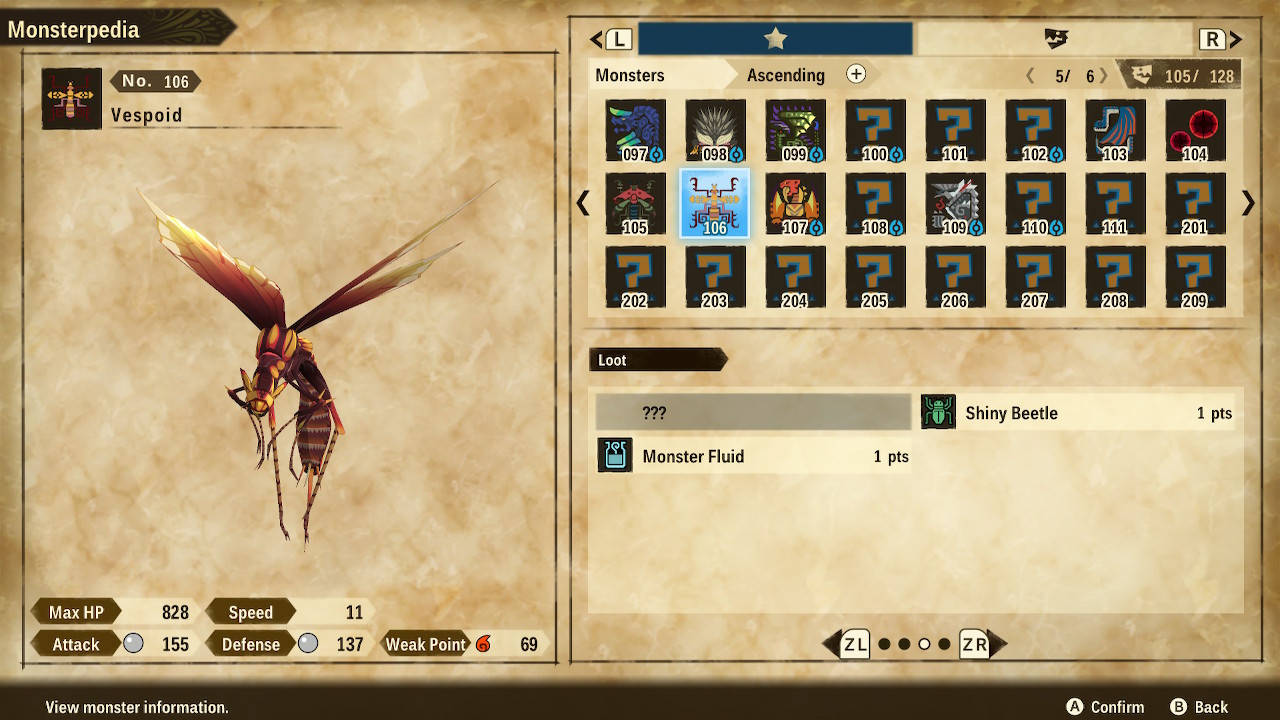 Monsterpedia
No. 106
Vespoid
Max HP 828
Speed 11
Attack 155
Defense 137
Weak Point 69
L
R
Monsters
Ascending
5/ 6
105/ 128
097 098 099 100 101 102 103 104
105 106 107 108 109 110 111 201
202 203 204 205 206 207 208 209
Loot
???
Shiny Beetle 1 pts
Monster Fluid 1 pts
ZL ZR
View monster information.
A Confirm B Back